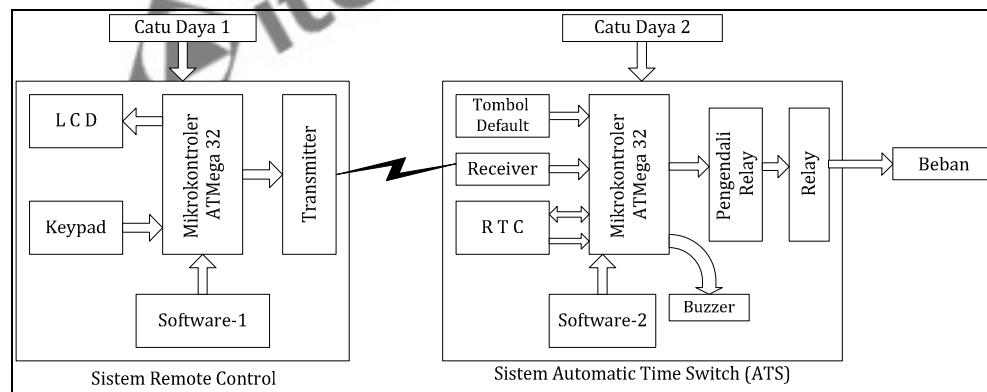 Catu Daya 1
L C D
Keypad
Mikrokontroler
ATMega 32
Transmitter
Software-1
Sistem Remote Control
Catu Daya 2
Tombol
Default
Receiver
R T C
Mikrokontroler
ATMega 32
Pengendali
Relay
Relay
Beban
Buzzer
Software-2
Sistem Automatic Time Switch (ATS)